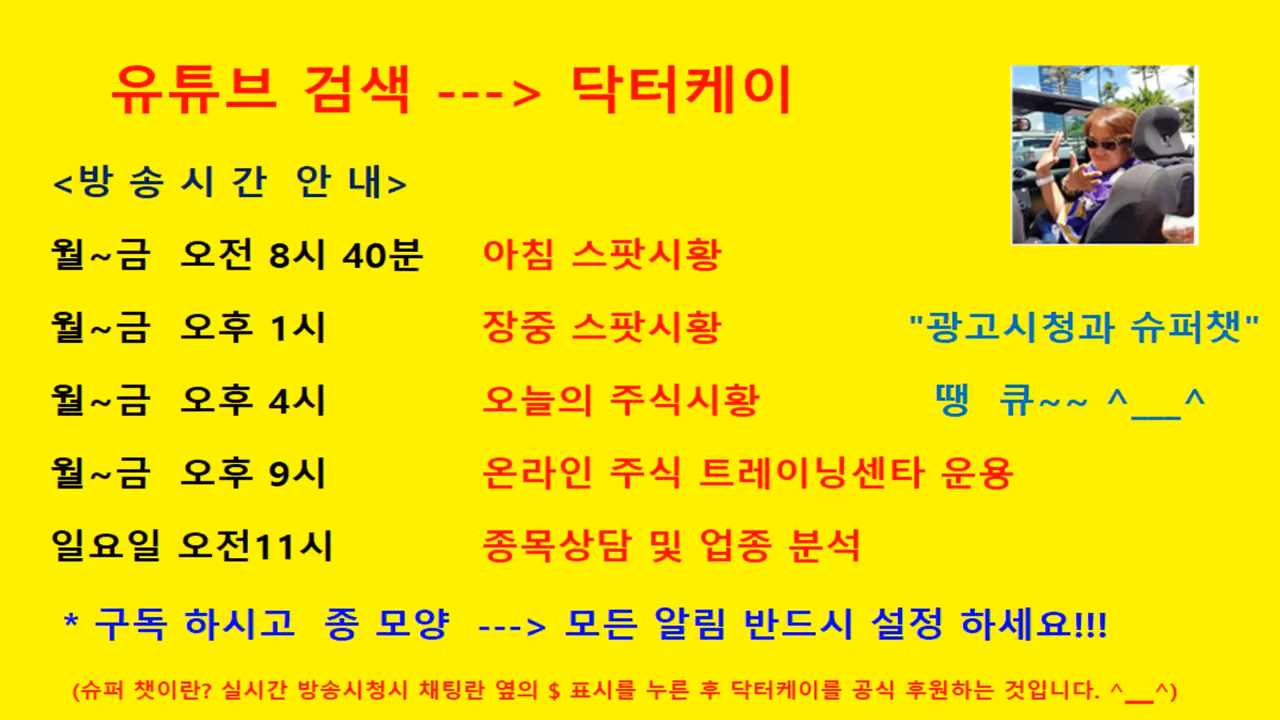 유튜브 검색 ---> 닥터케이
<방 송 시 간  안 내>
월~금  오전 8시 40분  아침 스팟시황
월~금  오후 1시  장중 스팟시황  "광고시청과 슈퍼챗"
월~금  오후 4시  오늘의 주식시황  땡  큐~~ ^___^
월~금  오후 9시  온라인 주식 트레이닝센타 운용
일요일 오전11시  종목상담 및 업종 분석
* 구독 하시고  종 모양  ---> 모든 알림 반드시 설정 하세요!!!
(슈퍼 챗이란? 실시간 방송시청시 채팅란 옆의 $ 표시를 누른 후 닥터케이를 공식 후원하는 것입니다. ^__^)